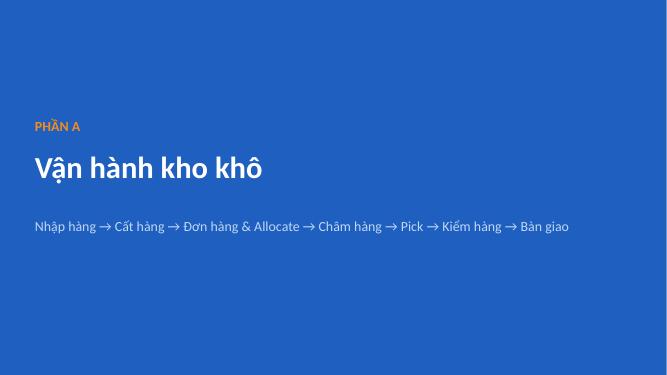 PHẦN A
Vận hành kho khô
Nhập hàng → Cất hàng → Đơn hàng & Allocate → Châm hàng → Pick → Kiểm hàng → Bàn giao